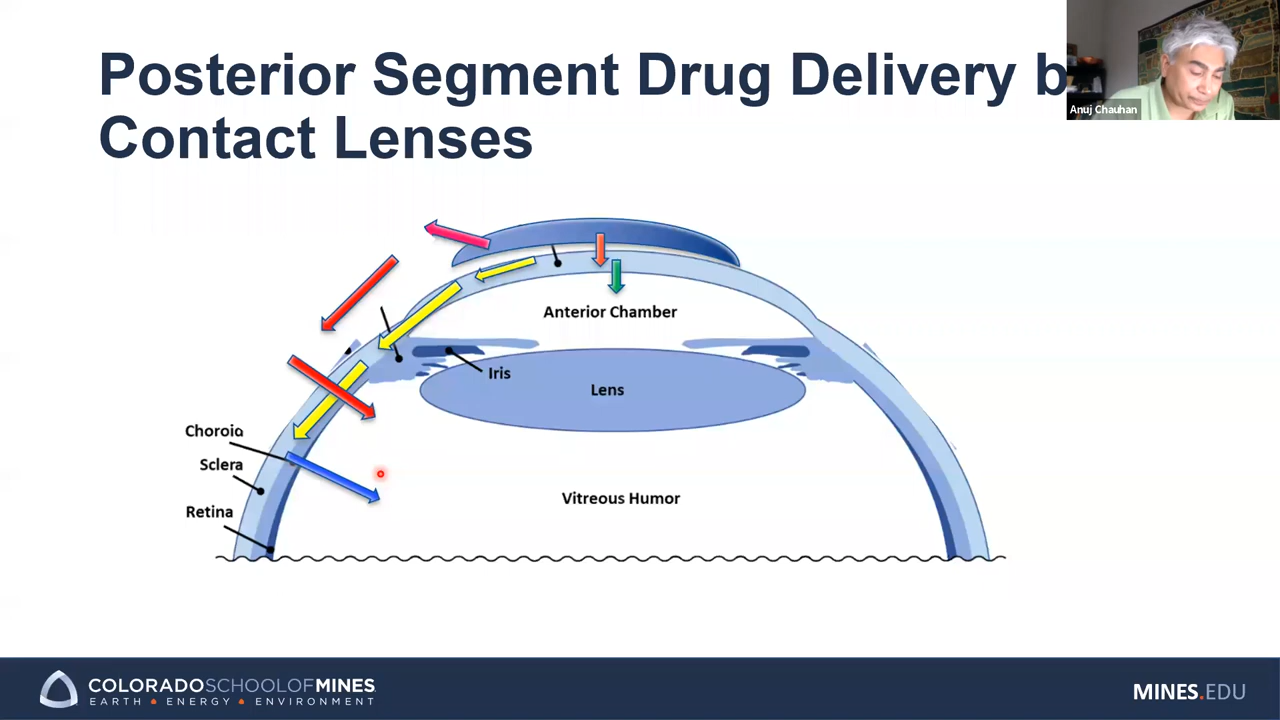 Posterior Segment Drug Delivery b
Contact Lenses
Anuj Chauhan
Anterior Chamber
Iris
Lens
Choroid
Sclera
Vitreous Humor
Retina
COLORADOSCHOOLOFMINES
EARTH • ENERGY • ENVIRONMENT
MINES.EDU